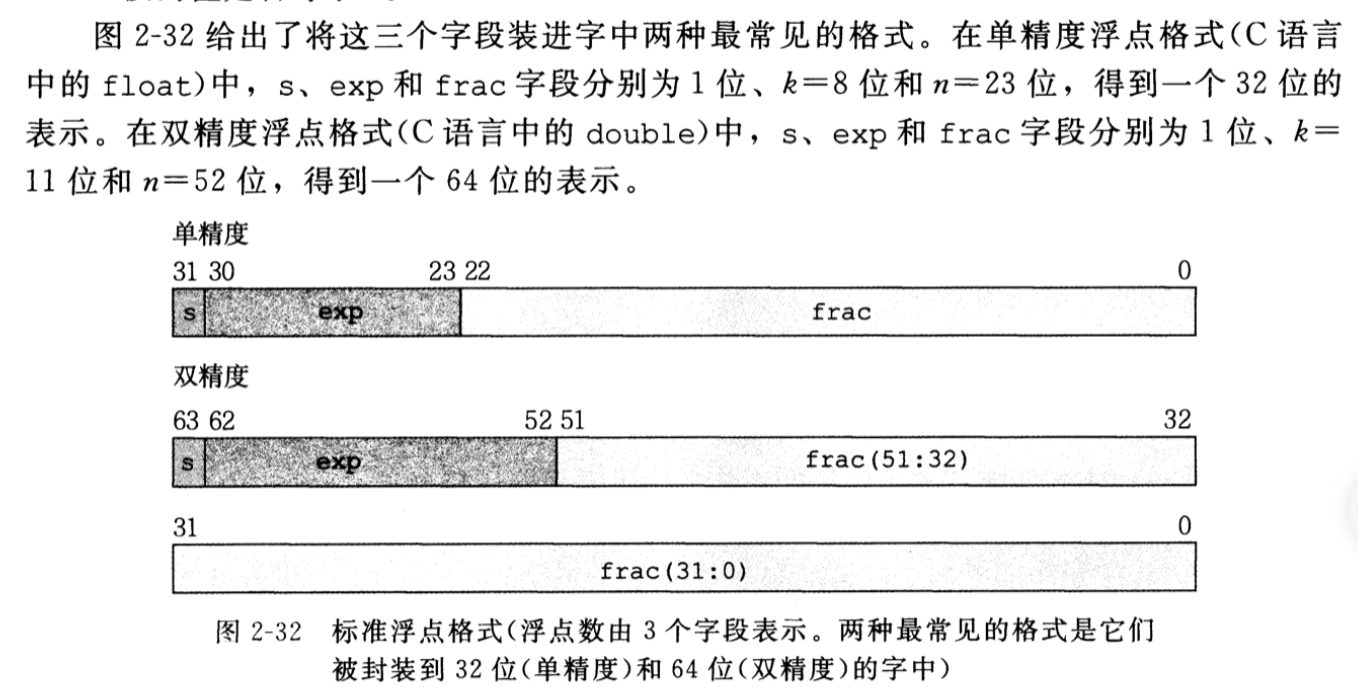 图 2-32 给出了将这三个字段装进字中两种最常见的格式。在单精度浮点格式(C 语言
中的 float)中，s、exp 和 frac 字段分别为 1 位、k=8 位和 n=23 位，得到一个 32 位的
表示。在双精度浮点格式(C 语言中的 double)中，s、exp 和 frac 字段分别为 1 位、k=
11 位和 n=52 位，得到一个 64 位的表示。
单精度
31 30 23 22 0
s exp frac
双精度
63 62 52 51 32
s exp frac(51:32)
31 0
frac(31:0)
图 2-32 标准浮点格式(浮点数由 3 个字段表示。两种最常见的格式是它们
被封装到 32 位(单精度)和 64 位(双精度)的字中)